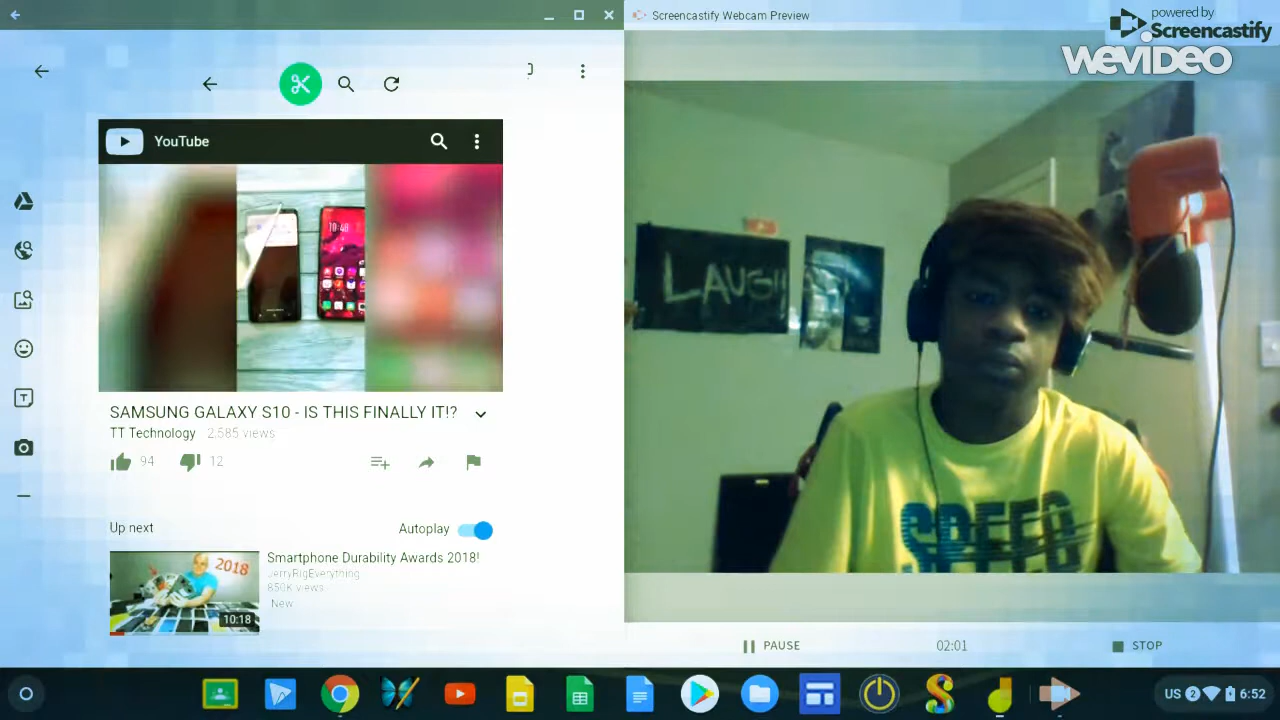 Screencastify Webcam Preview
powered by
Screencastify
WEVIDEO
YouTube
10:48
LAUGH
SAMSUNG GALAXY S10 - IS THIS FINALLY IT!?
TT Technology 2,585 views
94 12
Up next Autoplay
Smartphone Durability Awards 2018!
JerryRigEverything
850K views
New
2018
10:18
SPEED
PAUSE 02:01 STOP
US 2 6:52